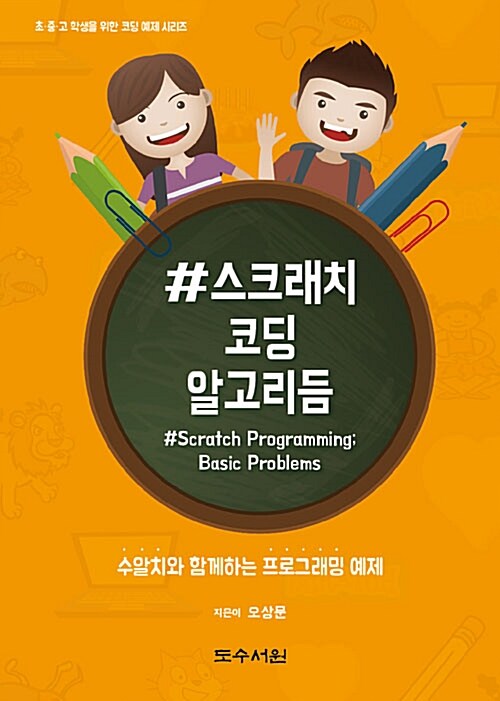 초·중·고 학생을 위한 코딩 예제 시리즈
#스크래치
코딩
알고리듬
#Scratch Programming;
Basic Problems
수알치와 함께하는 프로그래밍 예제
지은이 오상문
도수서원